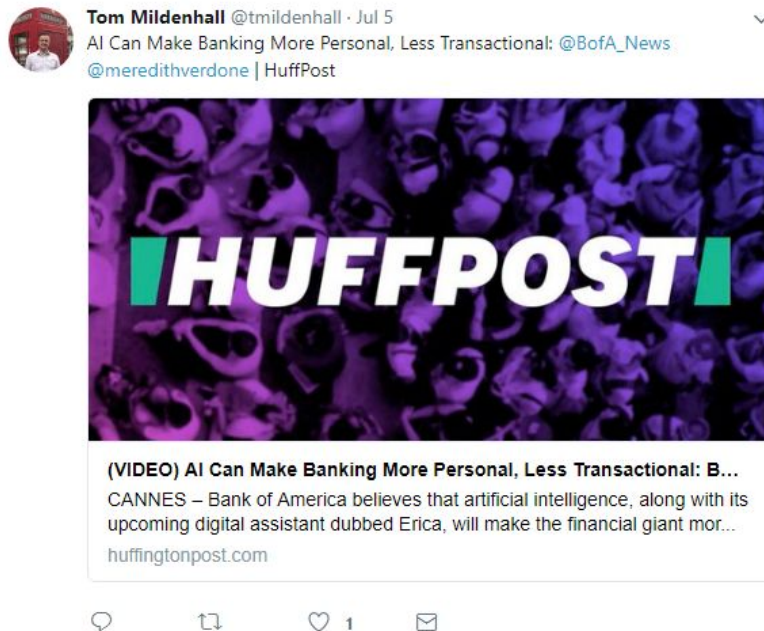 Tom Mildenhall @tmildenhall · Jul 5
AI Can Make Banking More Personal, Less Transactional: @BofA_News
@meredithverdone | HuffPost
HUFFPOST
(VIDEO) AI Can Make Banking More Personal, Less Transactional: B...
CANNES – Bank of America believes that artificial intelligence, along with its
upcoming digital assistant dubbed Erica, will make the financial giant mor...
huffingtonpost.com
1